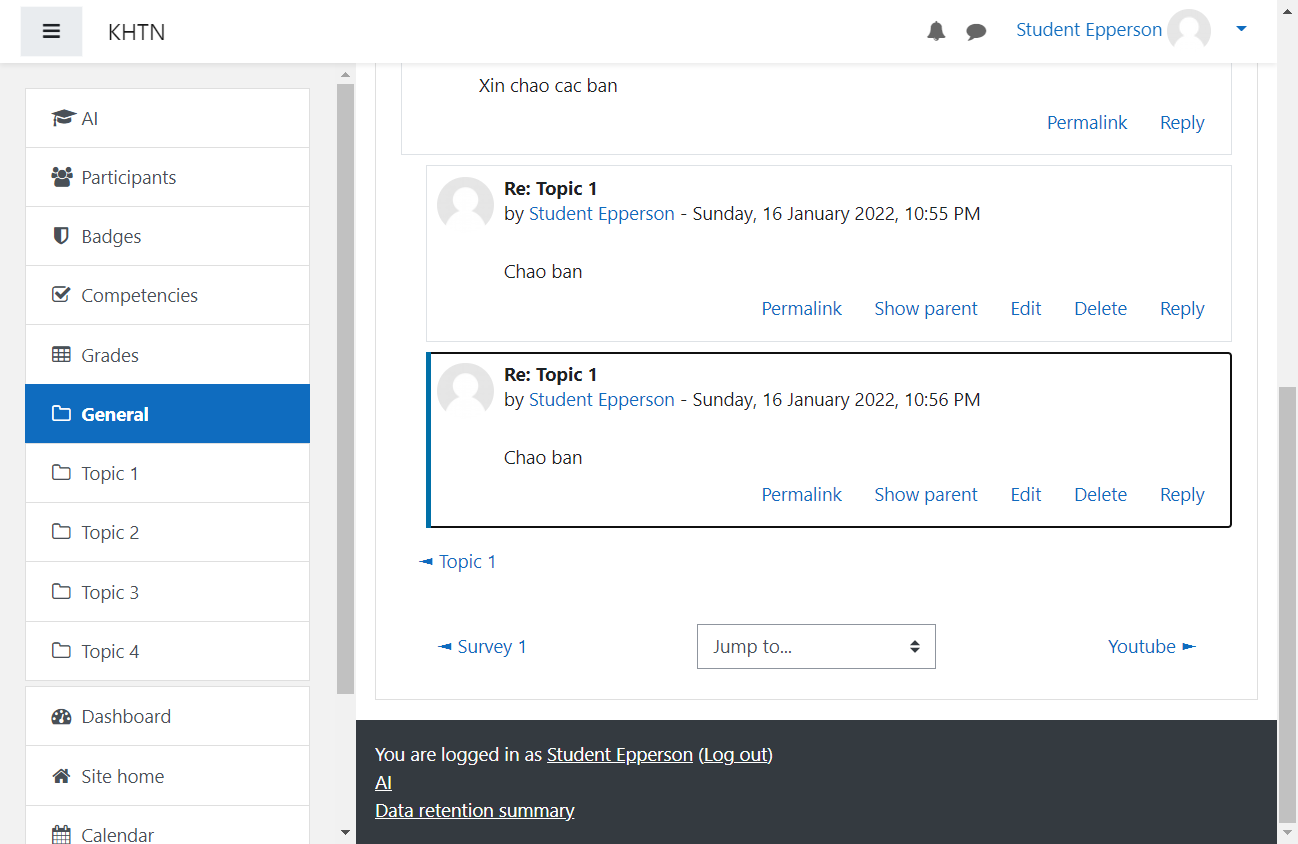 KHTN
Student Epperson
AI
Participants
Badges
Competencies
Grades
General
Topic 1
Topic 2
Topic 3
Topic 4
Dashboard
Site home
Calendar
Xin chao cac ban
Permalink Reply
Re: Topic 1
by Student Epperson - Sunday, 16 January 2022, 10:55 PM
Chao ban
Permalink Show parent Edit Delete Reply
Re: Topic 1
by Student Epperson - Sunday, 16 January 2022, 10:56 PM
Chao ban
Permalink Show parent Edit Delete Reply
◄ Topic 1
◄ Survey 1 Jump to... Youtube ►
You are logged in as Student Epperson (Log out)
AI
Data retention summary